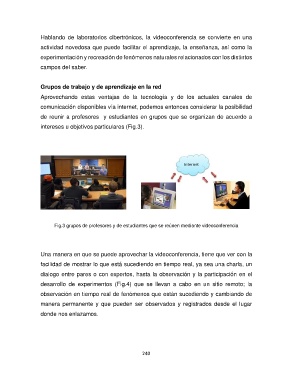 Hablando de laboratorios cibertrónicos, la videoconferencia se convierte en una
actividad novedosa que puede facilitar el aprendizaje, la enseñanza, así como la
experimentación y recreación de fenómenos naturales relacionados con los distintos
campos del saber.
Grupos de trabajo y de aprendizaje en la red
Aprovechando estas ventajas de la tecnología y de los actuales canales de
comunicación disponibles vía internet, podemos entonces considerar la posibilidad
de reunir a profesores y estudiantes en grupos que se organizan de acuerdo a
intereses u objetivos particulares (Fig.3).
Internet
Fig.3 grupos de profesores y de estudiantes que se reúnen mediante videoconferencia
Una manera en que se puede aprovechar la videoconferencia, tiene que ver con la
facilidad de mostrar lo que está sucediendo en tiempo real, ya sea una charla, un
dialogo entre pares o con expertos, hasta la observación y la participación en el
desarrollo de experimentos (Fig.4) que se llevan a cabo en un sitio remoto; la
observación en tiempo real de fenómenos que están sucediendo y cambiando de
manera permanente y que pueden ser observados y registrados desde el lugar
donde nos enlazamos.
240